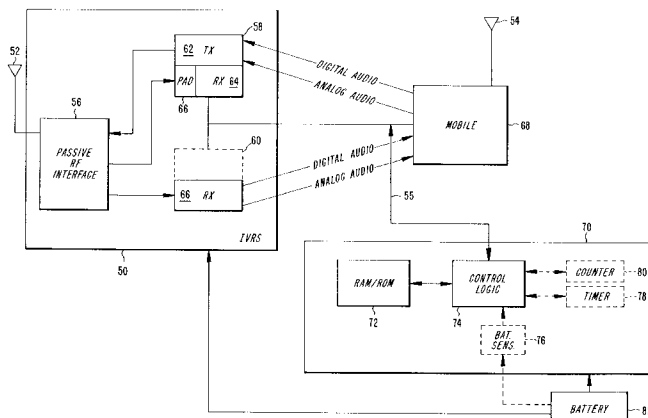 58
54
52
62 TX
DIGITAL AUDIO
ANALOG AUDIO
PAD RX 64
56
66
MOBILE
PASSIVE
RF
INTERFACE
60
68
DIGITAL AUDIO
ANALOG AUDIO
66 RX
55
IVRS
50
70
RAM/ROM
CONTROL
LOGIC
COUNTER 80
TIMER 78
72
74
BAT.
SENS.
76
BATTERY